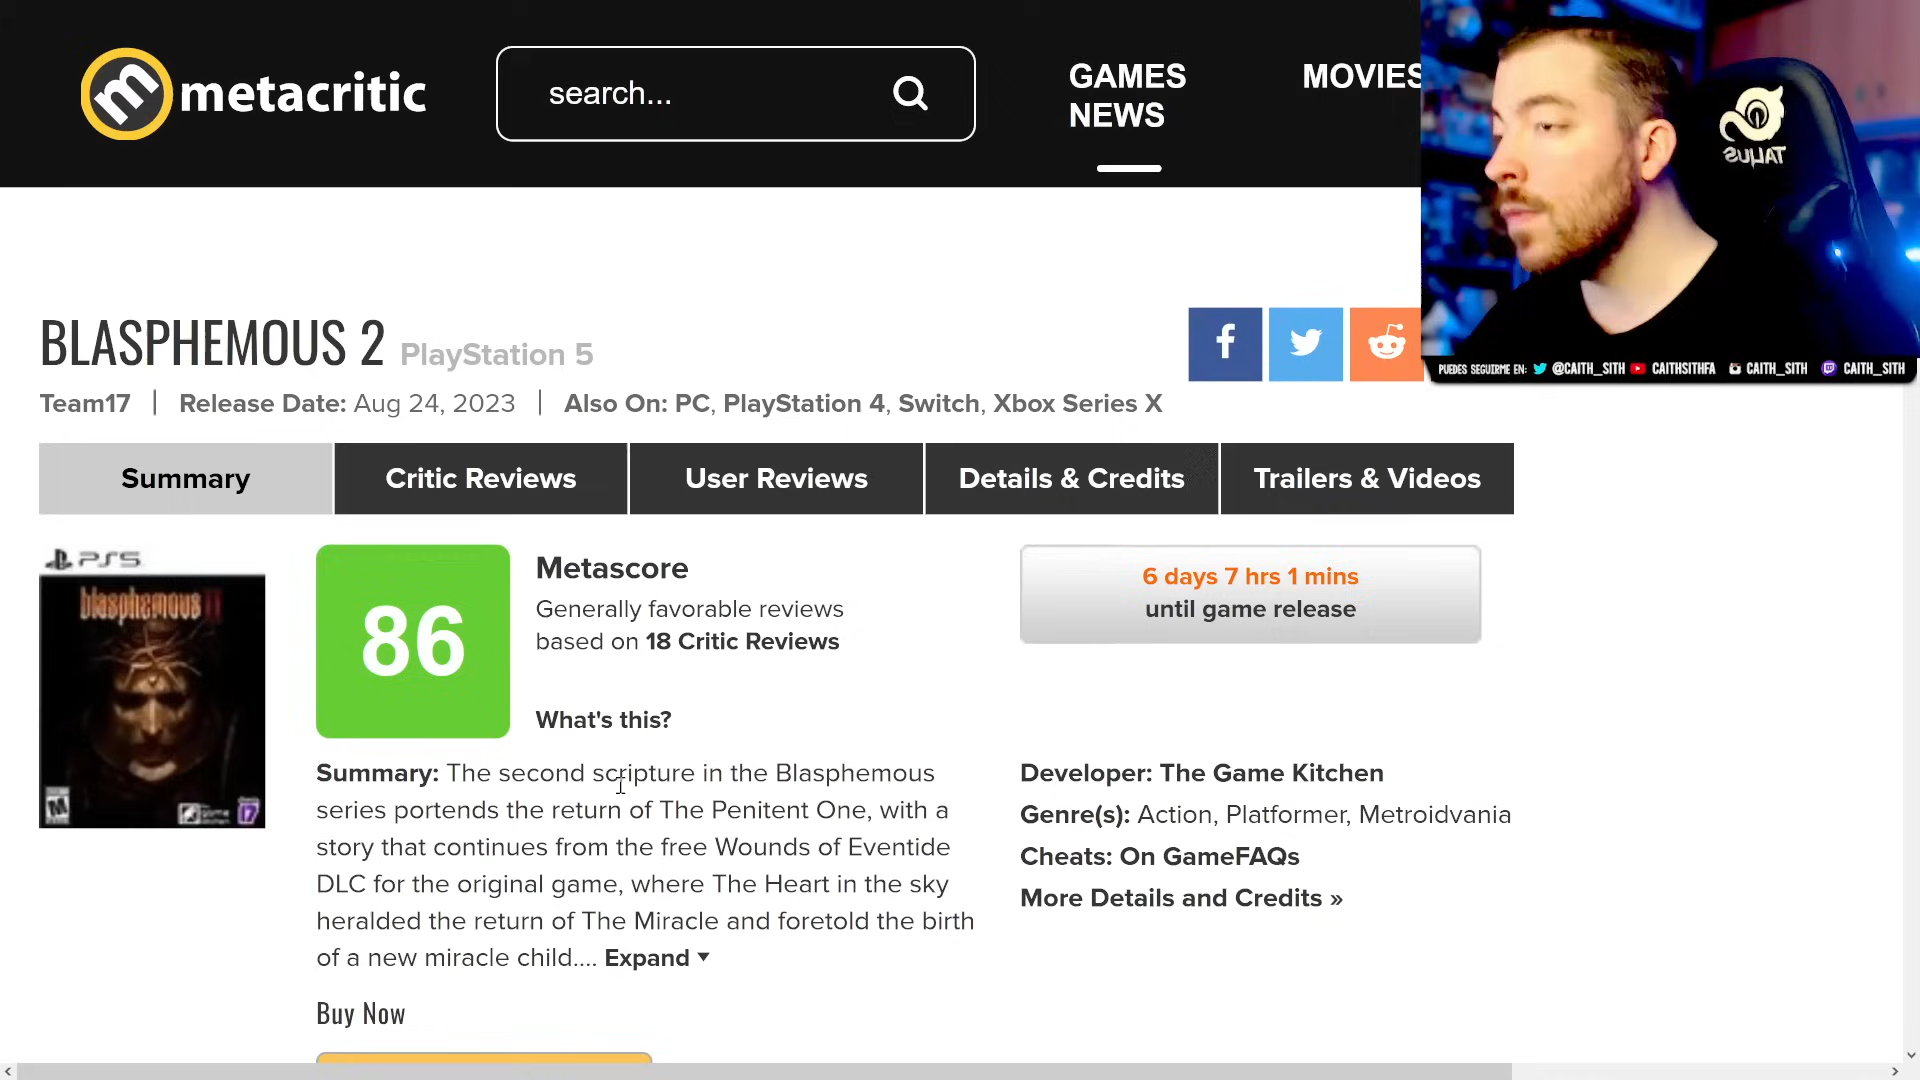 metacritic
search...
GAMES
MOVIES
NEWS
TALIUS
PUEDES SEGUIRME EN: @CAITH_SITH CAITHSITHFA CAITH_SITH CAITH_SITH
BLASPHEMOUS 2 PlayStation 5
Team17 | Release Date: Aug 24, 2023 | Also On: PC, PlayStation 4, Switch, Xbox Series X
Summary
Critic Reviews
User Reviews
Details & Credits
Trailers & Videos
PS5
blasphemous II
M
17
86
Metascore
Generally favorable reviews
based on 18 Critic Reviews
What's this?
6 days 7 hrs 1 mins
until game release
Summary: The second scripture in the Blasphemous
series portends the return of The Penitent One, with a
story that continues from the free Wounds of Eventide
DLC for the original game, where The Heart in the sky
heralded the return of The Miracle and foretold the birth
of a new miracle child.... Expand
Developer: The Game Kitchen
Genre(s): Action, Platformer, Metroidvania
Cheats: On GameFAQs
More Details and Credits »
Buy Now